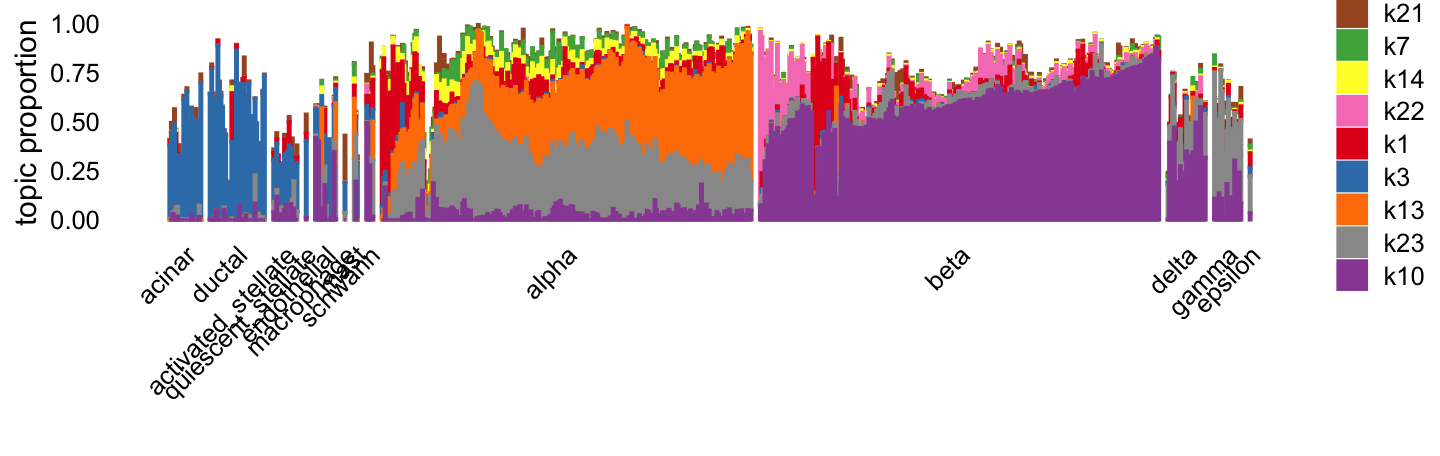 topic proportion
1.00
0.75
0.50
0.25
0.00
acinar
ductal
activated_stellate
quiescent_stellate
endothelial
macrophage
mast
schwann
alpha
beta
delta
gamma
epsilon
k21
k7
k14
k22
k1
k3
k13
k23
k10